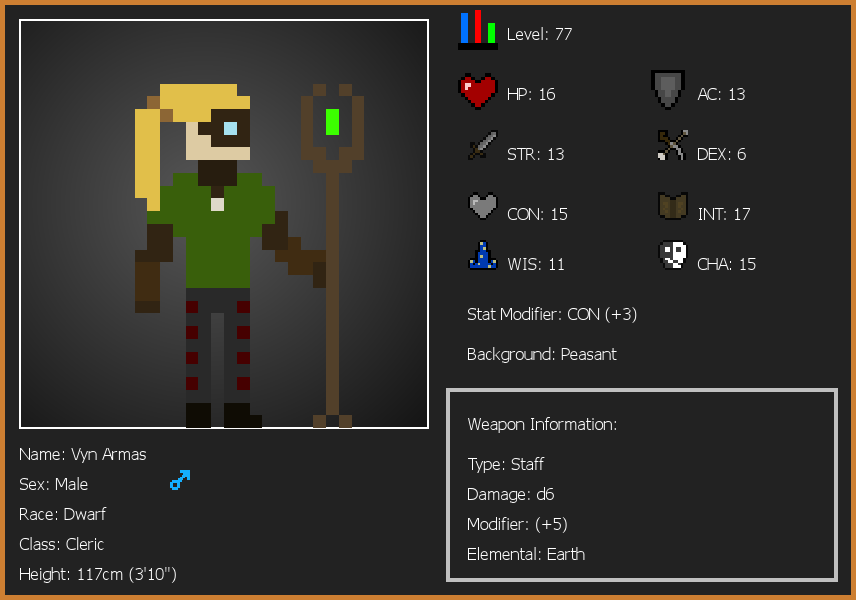 Level: 77
HP: 16
AC: 13
STR: 13
DEX: 6
CON: 15
INT: 17
WIS: 11
CHA: 15
Stat Modifier: CON (+3)
Background: Peasant
Weapon Information:
Type: Staff
Damage: d6
Modifier: (+5)
Elemental: Earth
Name: Vyn Armas
Sex: Male
Race: Dwarf
Class: Cleric
Height: 117cm (3'10")